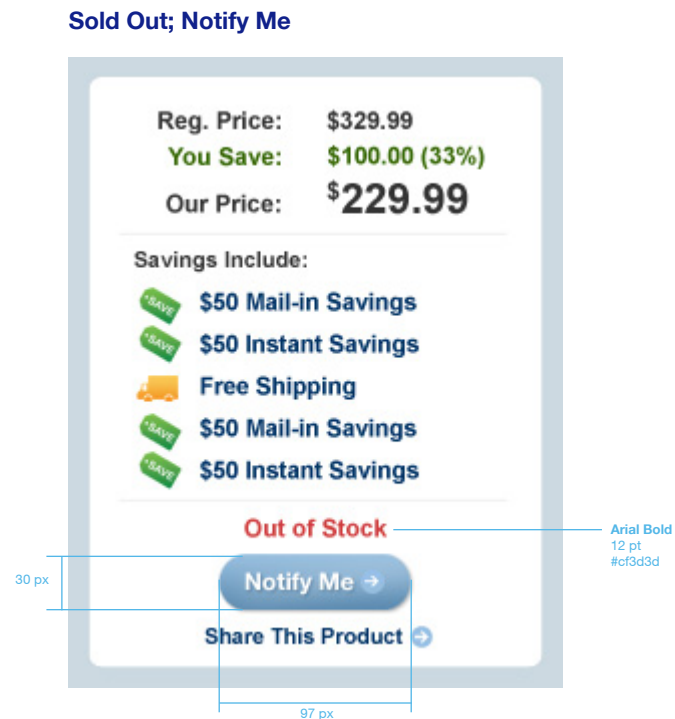 Sold Out; Notify Me
Reg. Price: $329.99
You Save: $100.00 (33%)
Our Price: $229.99
Savings Include:
SAVE $50 Mail-in Savings
SAVE $50 Instant Savings
Free Shipping
SAVE $50 Mail-in Savings
SAVE $50 Instant Savings
Out of Stock
Arial Bold
12 pt
#cf3d3d
30 px
Notify Me
Share This Product
97 px